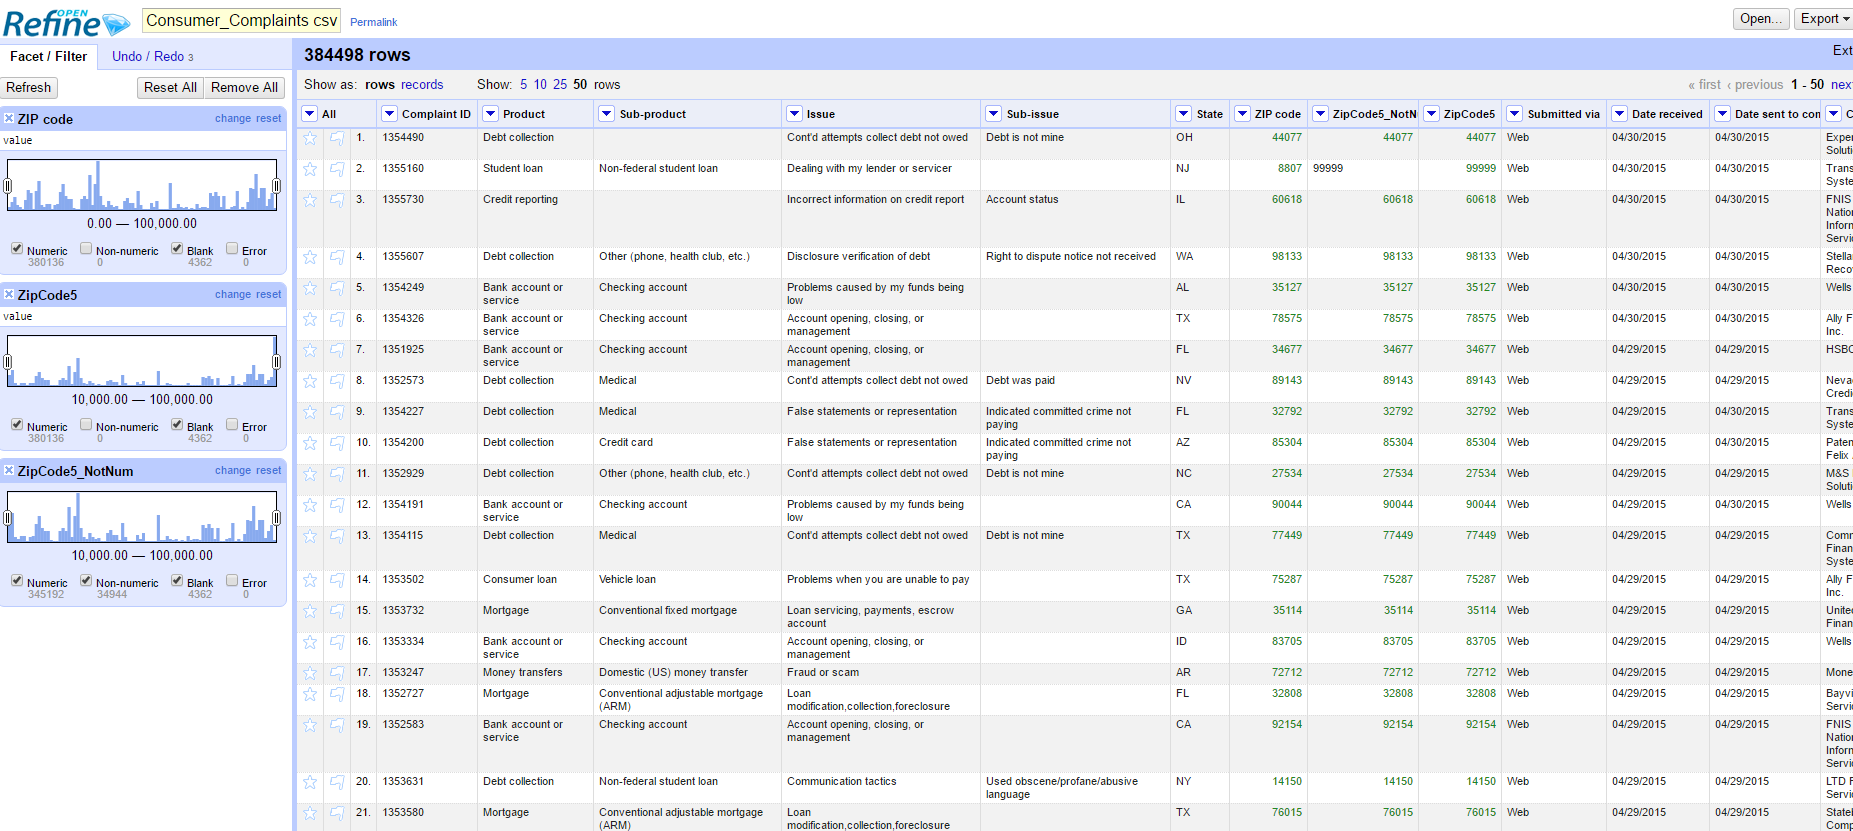 OPEN
Refine
Consumer_Complaints csv
Permalink
Open...
Export
Facet / Filter
Undo / Redo 3
384498 rows
Ext
Refresh
Reset All
Remove All
Show as: rows records
Show: 5 10 25 50 rows
« first ‹ previous 1 - 50 next
ZIP code
change reset
value
0.00 — 100,000.00
Numeric 380136
Non-numeric 0
Blank 4362
Error 0
ZipCode5
change reset
value
10,000.00 — 100,000.00
Numeric 380136
Non-numeric 0
Blank 4362
Error 0
ZipCode5_NotNum
change reset
10,000.00 — 100,000.00
Numeric 345192
Non-numeric 34944
Blank 4362
Error 0
All Complaint ID Product Sub-product Issue Sub-issue State ZIP code ZipCode5_NotN ZipCode5 Submitted via Date received Date sent to com C
1. 1354490 Debt collection Cont'd attempts collect debt not owed Debt is not mine OH 44077 44077 44077 Web 04/30/2015 04/30/2015 Exper
Soluti
2. 1355160 Student loan Non-federal student loan Dealing with my lender or servicer NJ 8807 99999 99999 Web 04/30/2015 04/30/2015 Trans
Syste
3. 1355730 Credit reporting Incorrect information on credit report Account status IL 60618 60618 60618 Web 04/30/2015 04/30/2015 FNIS
Nation
Inform
Servic
4. 1355607 Debt collection Other (phone, health club, etc.) Disclosure verification of debt Right to dispute notice not received WA 98133 98133 98133 Web 04/30/2015 04/30/2015 Stella
Recov
5. 1354249 Bank account or Checking account Problems caused by my funds being AL 35127 35127 35127 Web 04/30/2015 04/30/2015 Wells
service low
6. 1354326 Bank account or Checking account Account opening, closing, or TX 78575 78575 78575 Web 04/30/2015 04/30/2015 Ally F
service management Inc.
7. 1351925 Bank account or Checking account Account opening, closing, or FL 34677 34677 34677 Web 04/29/2015 04/29/2015 HSBC
service management
8. 1352573 Debt collection Medical Cont'd attempts collect debt not owed Debt was paid NV 89143 89143 89143 Web 04/29/2015 04/29/2015 Neva
Credi
9. 1354227 Debt collection Medical False statements or representation Indicated committed crime not FL 32792 32792 32792 Web 04/29/2015 04/30/2015 Trans
paying Syste
10. 1354200 Debt collection Credit card False statements or representation Indicated committed crime not AZ 85304 85304 85304 Web 04/29/2015 04/30/2015 Paten
paying Felix
11. 1352929 Debt collection Other (phone, health club, etc.) Cont'd attempts collect debt not owed Debt is not mine NC 27534 27534 27534 Web 04/29/2015 04/29/2015 M&S
Soluti
12. 1354191 Bank account or Checking account Problems caused by my funds being CA 90044 90044 90044 Web 04/29/2015 04/30/2015 Wells
service low
13. 1354115 Debt collection Medical Cont'd attempts collect debt not owed Debt is not mine TX 77449 77449 77449 Web 04/29/2015 04/29/2015 Comm
Finan
Syste
14. 1353502 Consumer loan Vehicle loan Problems when you are unable to pay TX 75287 75287 75287 Web 04/29/2015 04/29/2015 Ally F
Inc.
15. 1353732 Mortgage Conventional fixed mortgage Loan servicing, payments, escrow GA 35114 35114 35114 Web 04/29/2015 04/29/2015 United
account Finan
16. 1353334 Bank account or Checking account Account opening, closing, or ID 83705 83705 83705 Web 04/29/2015 04/29/2015 Wells
service management
17. 1353247 Money transfers Domestic (US) money transfer Fraud or scam AR 72712 72712 72712 Web 04/29/2015 04/29/2015 Mone
18. 1352727 Mortgage Conventional adjustable mortgage Loan FL 32808 32808 32808 Web 04/29/2015 04/29/2015 Bayvi
(ARM) modification,collection,foreclosure Servic
19. 1352583 Bank account or Checking account Account opening, closing, or CA 92154 92154 92154 Web 04/29/2015 04/29/2015 FNIS
service management Nation
Inform
Servic
20. 1353631 Debt collection Non-federal student loan Communication tactics Used obscene/profane/abusive NY 14150 14150 14150 Web 04/29/2015 04/29/2015 LTD F
language Servic
21. 1353580 Mortgage Conventional adjustable mortgage Loan TX 76015 76015 76015 Web 04/29/2015 04/29/2015 State
(ARM) modification,collection,foreclosure Comp